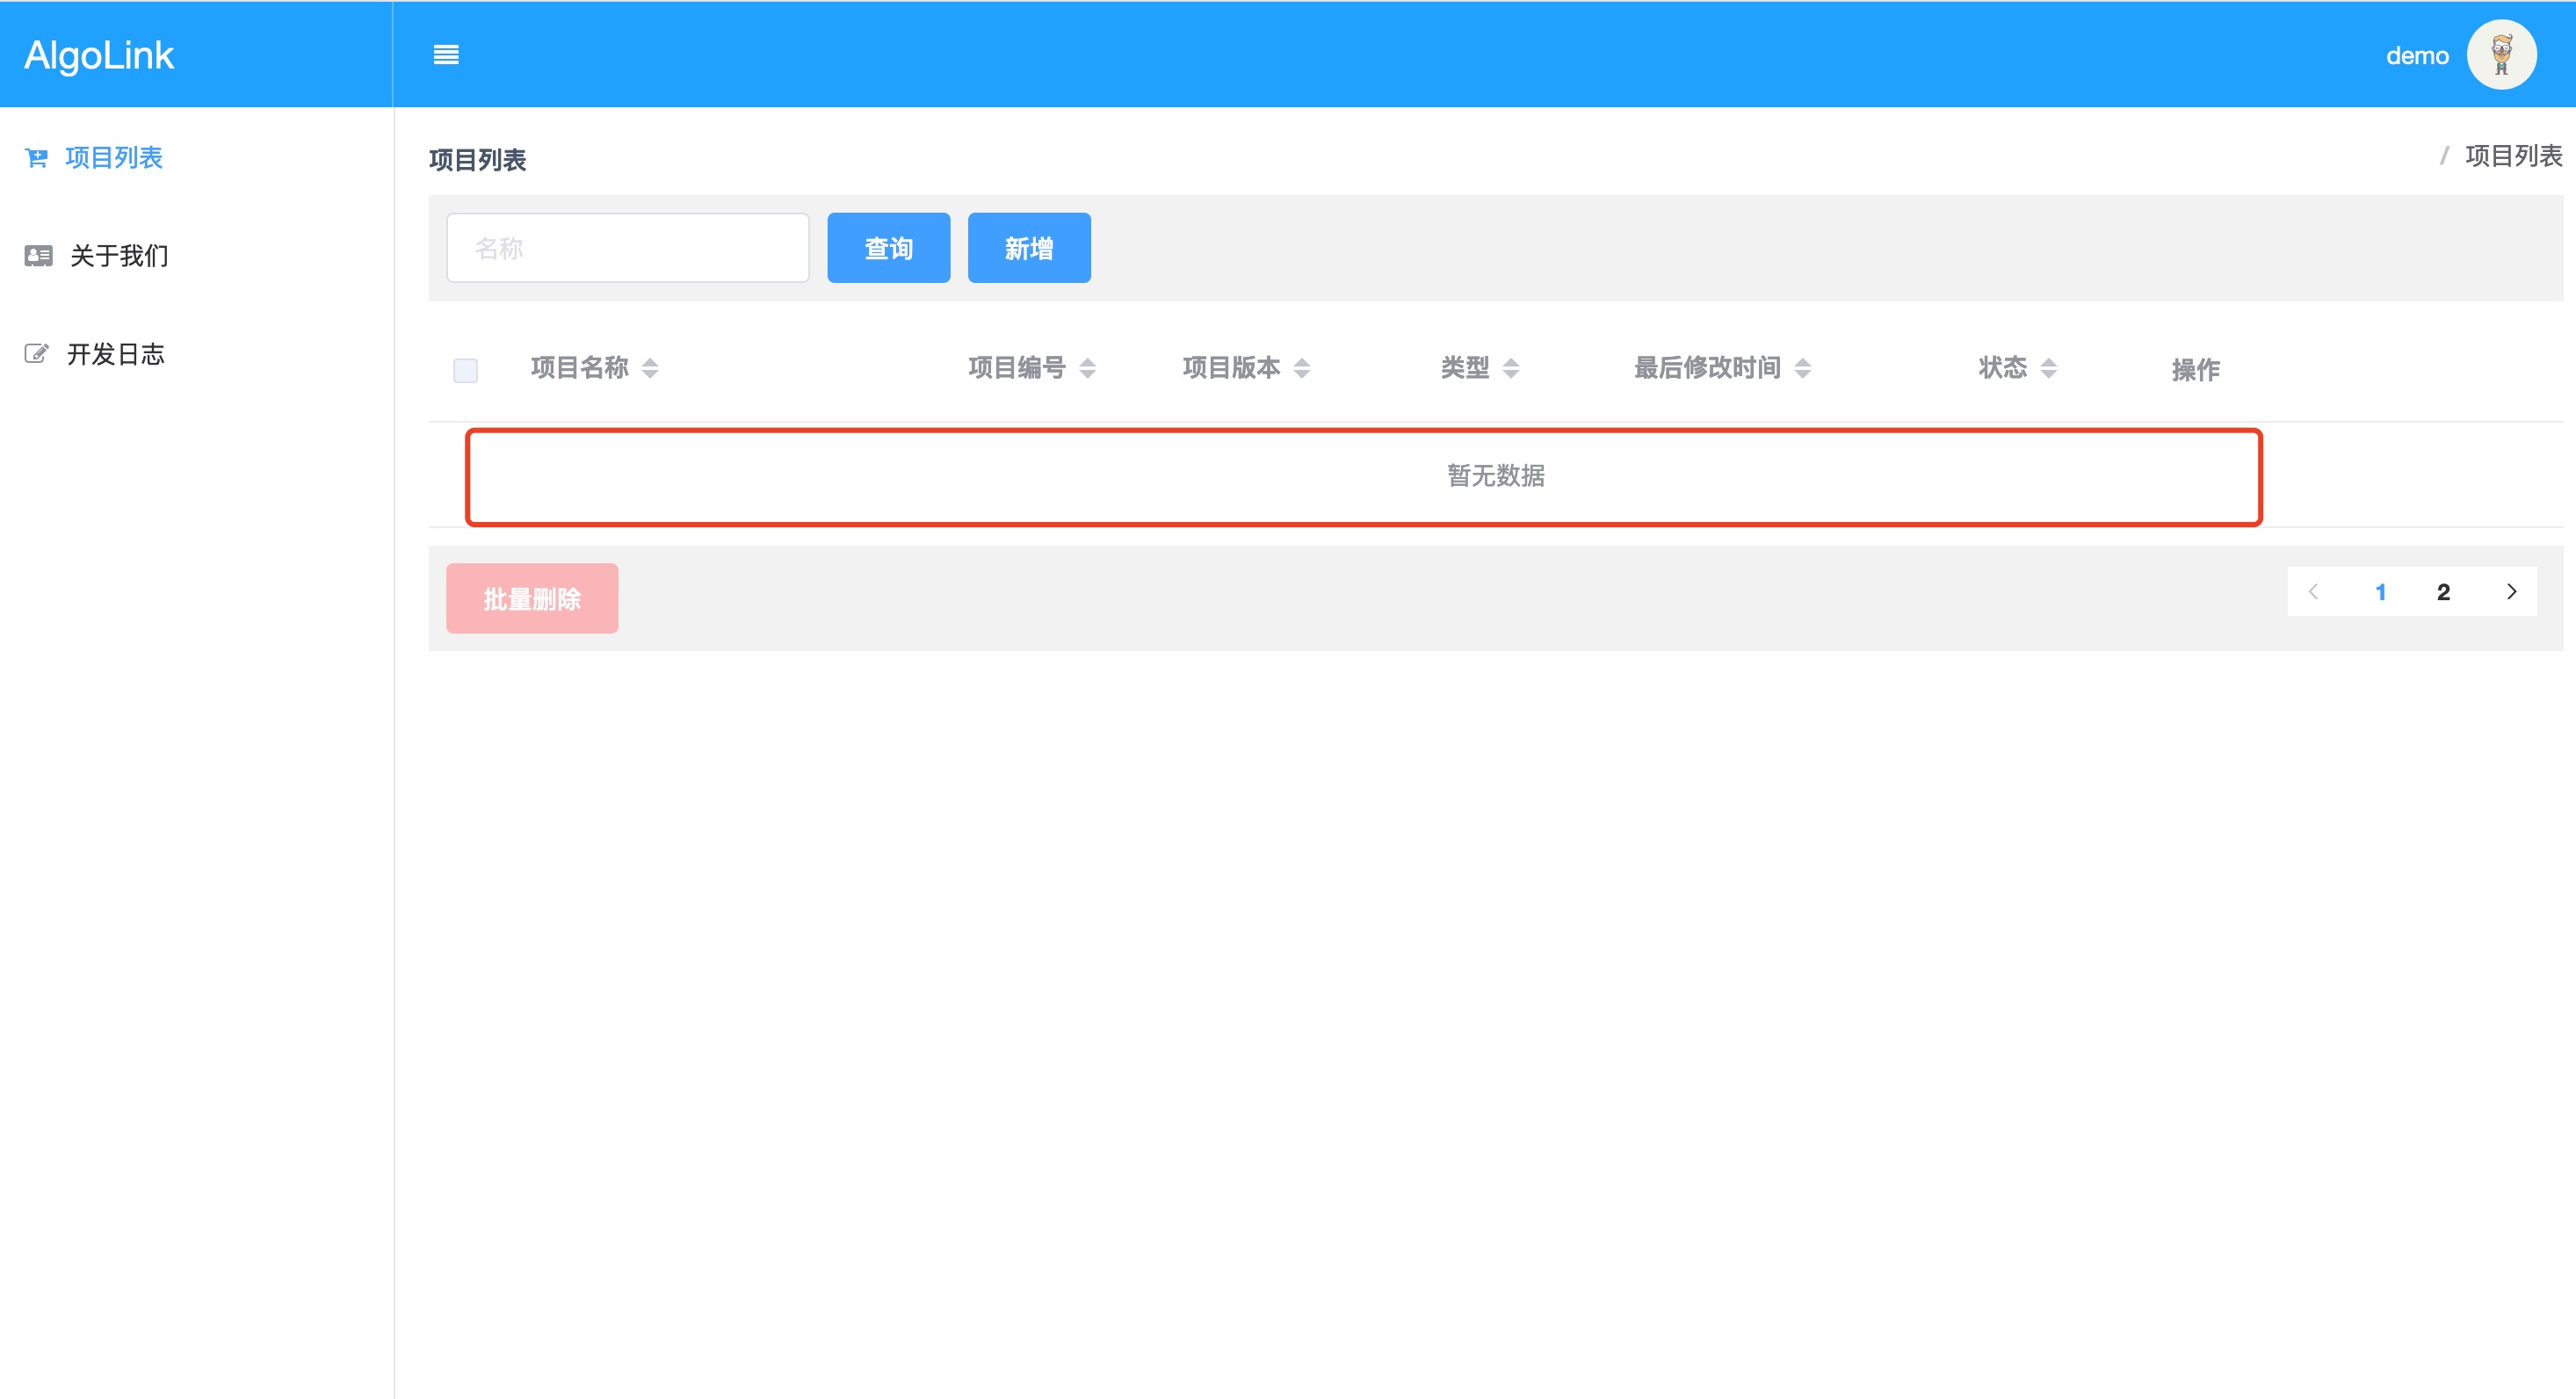 AlgoLink
demo
项目列表
关于我们
开发日志
项目列表
/ 项目列表
名称 查询 新增
项目名称 项目编号 项目版本 类型 最后修改时间 状态 操作
暂无数据
批量删除
1 2